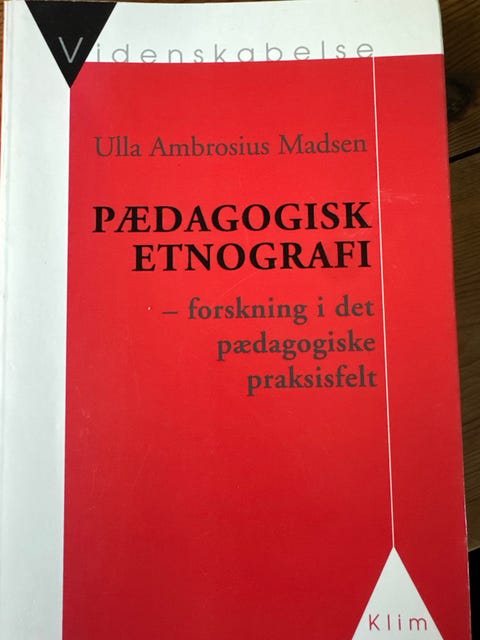 Videnskabelse
Ulla Ambrosius Madsen
PÆDAGOGISK
ETNOGRAFI
– forskning i det
pædagogiske
praksisfelt
Klim